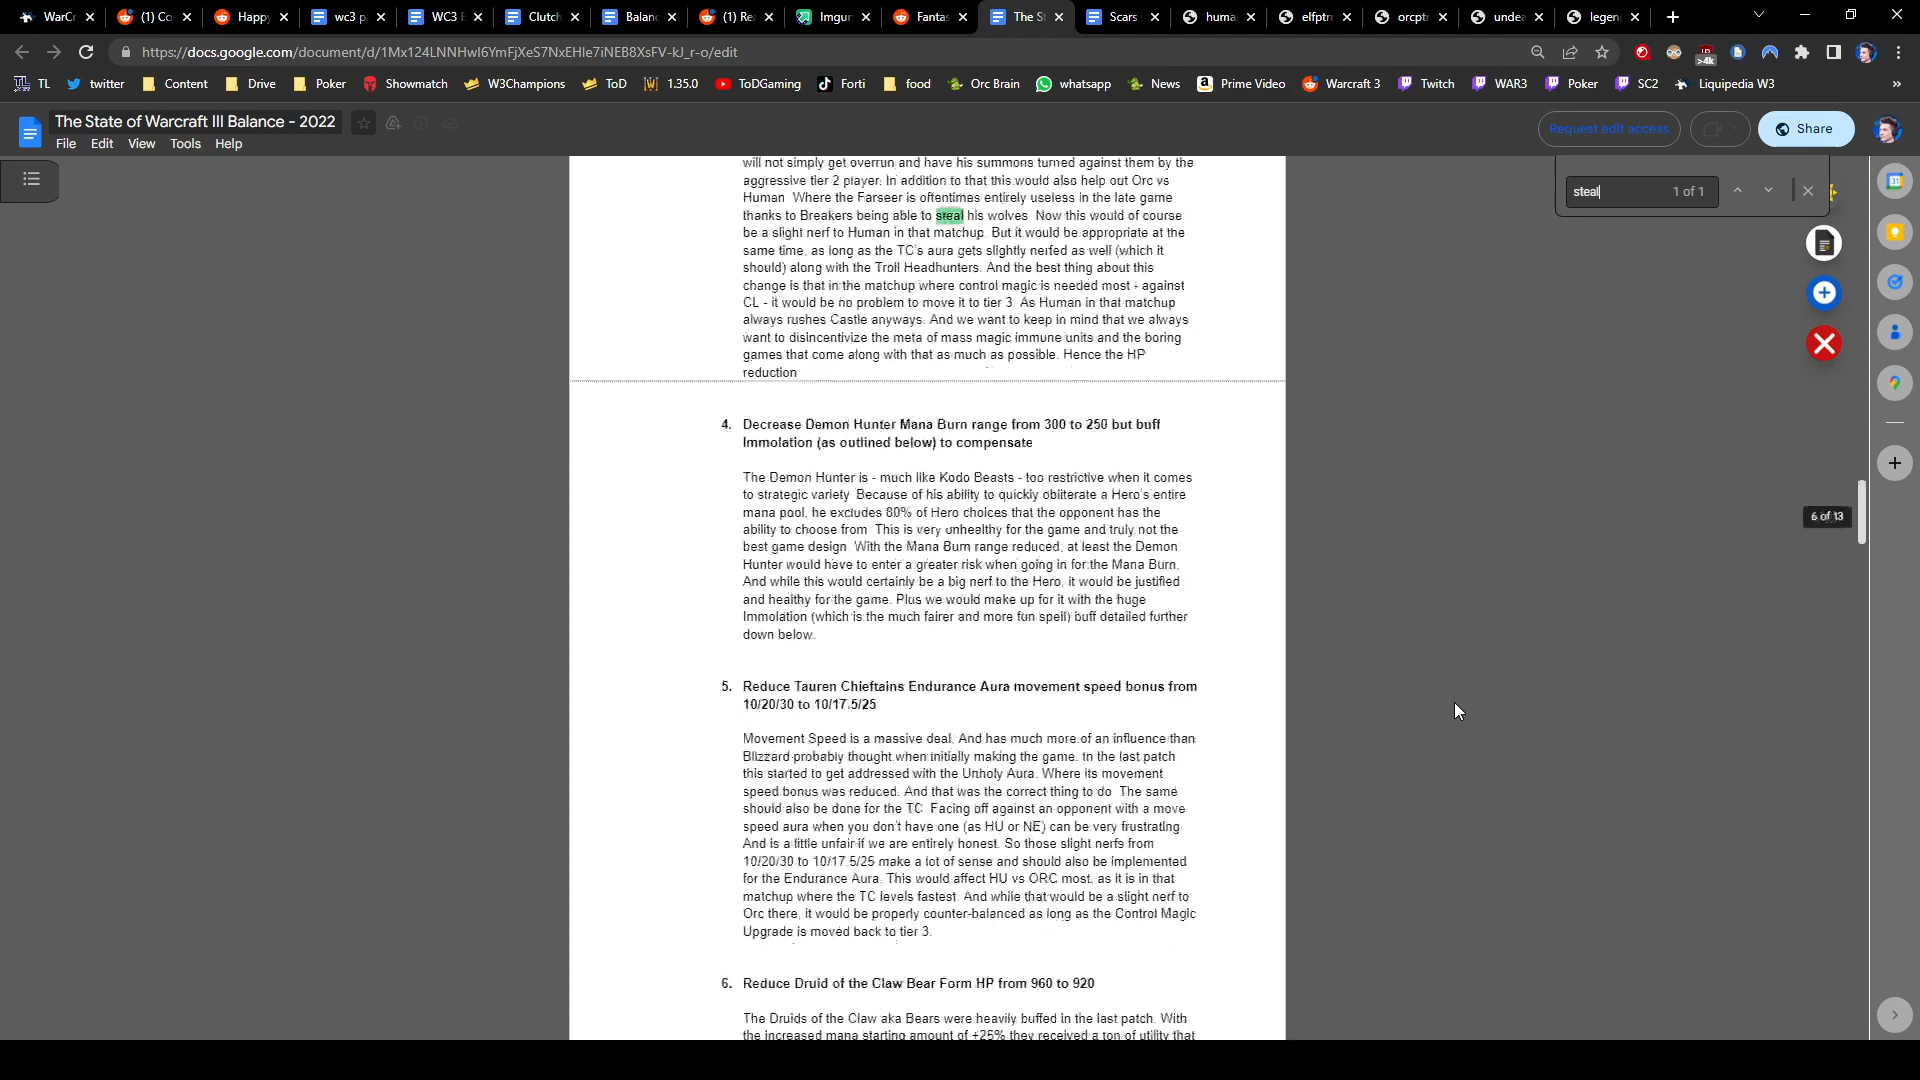 WarCr
(1) Co
Happy
wc3 p
WC3 E
Clutch
Balanc
(1) Re
Imgur
Fantas
The St
Scars
huma
elfptr
orcptr
undea
legen
https://docs.google.com/document/d/1Mx124LNNHwI6YmFjXeS7NxEHIe7iNEB8XsFV-kJ_r-o/edit
>4k
TL
twitter
Content
Drive
Poker
Showmatch
W3Champions
ToD
1.35.0
ToDGaming
Forti
food
Orc Brain
whatsapp
News
Prime Video
Warcraft 3
Twitch
WAR3
Poker
SC2
Liquipedia W3
»
The State of Warcraft III Balance - 2022
File Edit View Tools Help
Request edit access
Share
steal 1 of 1
31
will not simply get overrun and have his summons turned against them by the
aggressive tier 2 player. In addition to that this would also help out Orc vs
Human. Where the Farseer is oftentimes entirely useless in the late game
thanks to Breakers being able to steal his wolves. Now this would of course
be a slight nerf to Human in that matchup. But it would be appropriate at the
same time, as long as the TC's aura gets slightly nerfed as well (which it
should) along with the Troll Headhunters. And the best thing about this
change is that in the matchup where control magic is needed most - against
CL - it would be no problem to move it to tier 3. As Human in that matchup
always rushes Castle anyways. And we want to keep in mind that we always
want to disincentivize the meta of mass magic immune units and the boring
games that come along with that as much as possible. Hence the HP
reduction
4. Decrease Demon Hunter Mana Burn range from 300 to 250 but buff
Immolation (as outlined below) to compensate
The Demon Hunter is - much like Kodo Beasts - too restrictive when it comes
to strategic variety. Because of his ability to quickly obliterate a Hero's entire
mana pool, he excludes 80% of Hero choices that the opponent has the
ability to choose from. This is very unhealthy for the game and truly not the
best game design. With the Mana Burn range reduced, at least the Demon
Hunter would have to enter a greater risk when going in for the Mana Burn.
And while this would certainly be a big nerf to the Hero, it would be justified
and healthy for the game. Plus we would make up for it with the huge
Immolation (which is the much fairer and more fun spell) buff detailed further
down below.
6 of 13
5. Reduce Tauren Chieftains Endurance Aura movement speed bonus from
10/20/30 to 10/17.5/25
Movement Speed is a massive deal. And has much more of an influence than
Blizzard probably thought when initially making the game. In the last patch
this started to get addressed with the Unholy Aura. Where its movement
speed bonus was reduced. And that was the correct thing to do. The same
should also be done for the TC. Facing off against an opponent with a move
speed aura when you don't have one (as HU or NE) can be very frustrating.
And is a little unfair if we are entirely honest. So those slight nerfs from
10/20/30 to 10/17.5/25 make a lot of sense and should also be implemented
for the Endurance Aura. This would affect HU vs ORC most, as it is in that
matchup where the TC levels fastest. And while that would be a slight nerf to
Orc there, it would be properly counter-balanced as long as the Control Magic
Upgrade is moved back to tier 3.
6. Reduce Druid of the Claw Bear Form HP from 960 to 920
The Druids of the Claw aka Bears were heavily buffed in the last patch. With
the increased mana starting amount of +25% they received a ton of utility that